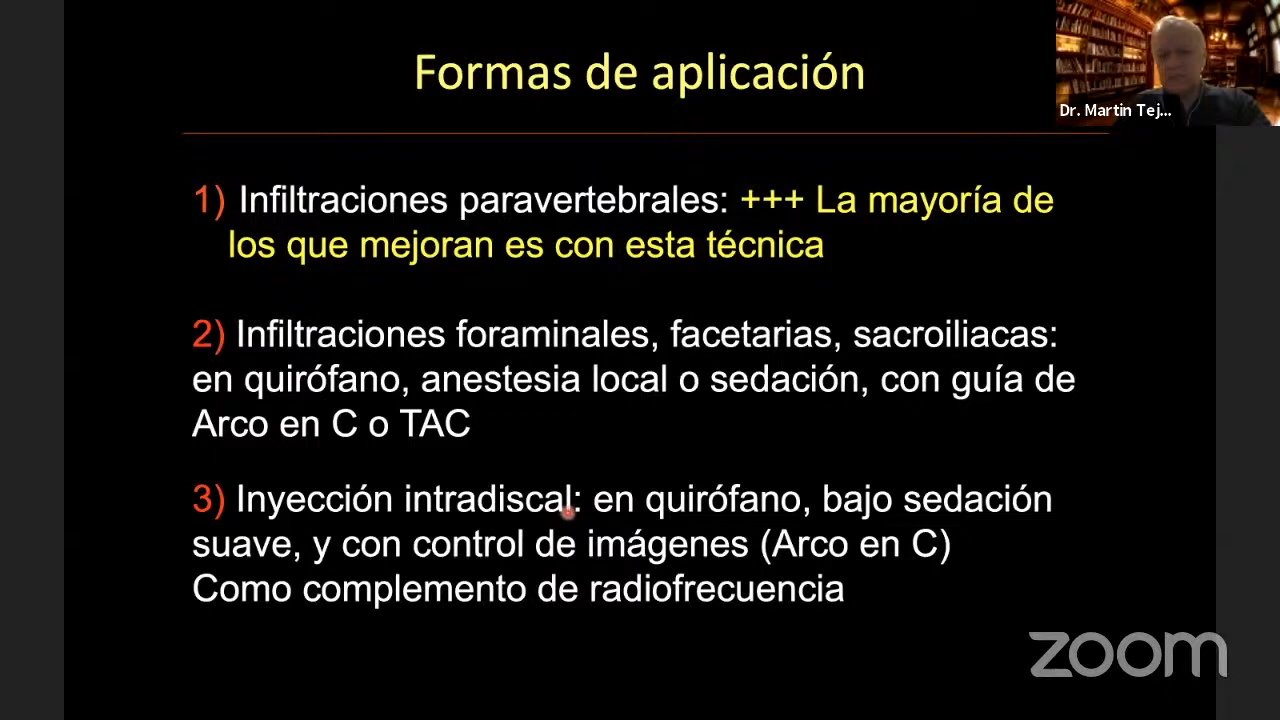 Formas de aplicación
Dr. Martin Tej...
1) Infiltraciones paravertebrales: +++ La mayoría de
los que mejoran es con esta técnica
2) Infiltraciones foraminales, facetarias, sacroiliacas:
en quirófano, anestesia local o sedación, con guía de
Arco en C o TAC
3) Inyección intradiscal: en quirófano, bajo sedación
suave, y con control de imágenes (Arco en C)
Como complemento de radiofrecuencia
zoom